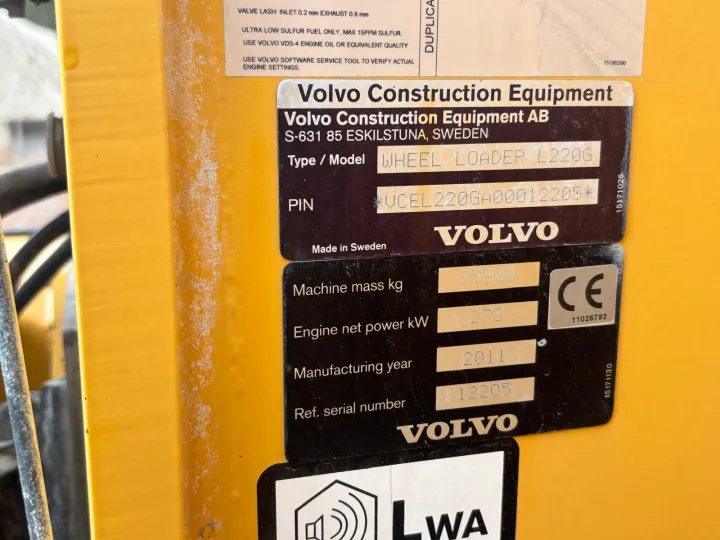 VALVE LASH: INLET 0.2 mm EXHAUST 0.8 mm
ULTRA LOW SULFUR FUEL ONLY, MAX 15PPM SULFUR.
USE VOLVO VDS-4 ENGINE OIL OR EQUIVALENT QUALITY
USE VOLVO SOFTWARE SERVICE TOOL TO VERIFY ACTUAL
ENGINE SETTINGS.
DUPLICA
15190290
Volvo Construction Equipment
Volvo Construction Equipment AB
S-631 85 ESKILSTUNA, SWEDEN
Type / Model WHEEL LOADER L220G
PIN *VCEL220GA00012205*
15171026
Made in Sweden VOLVO
Machine mass kg
Engine net power kW 273
CE
11026792
Manufacturing year 2011
Ref. serial number 12205
15171130
VOLVO
LWA